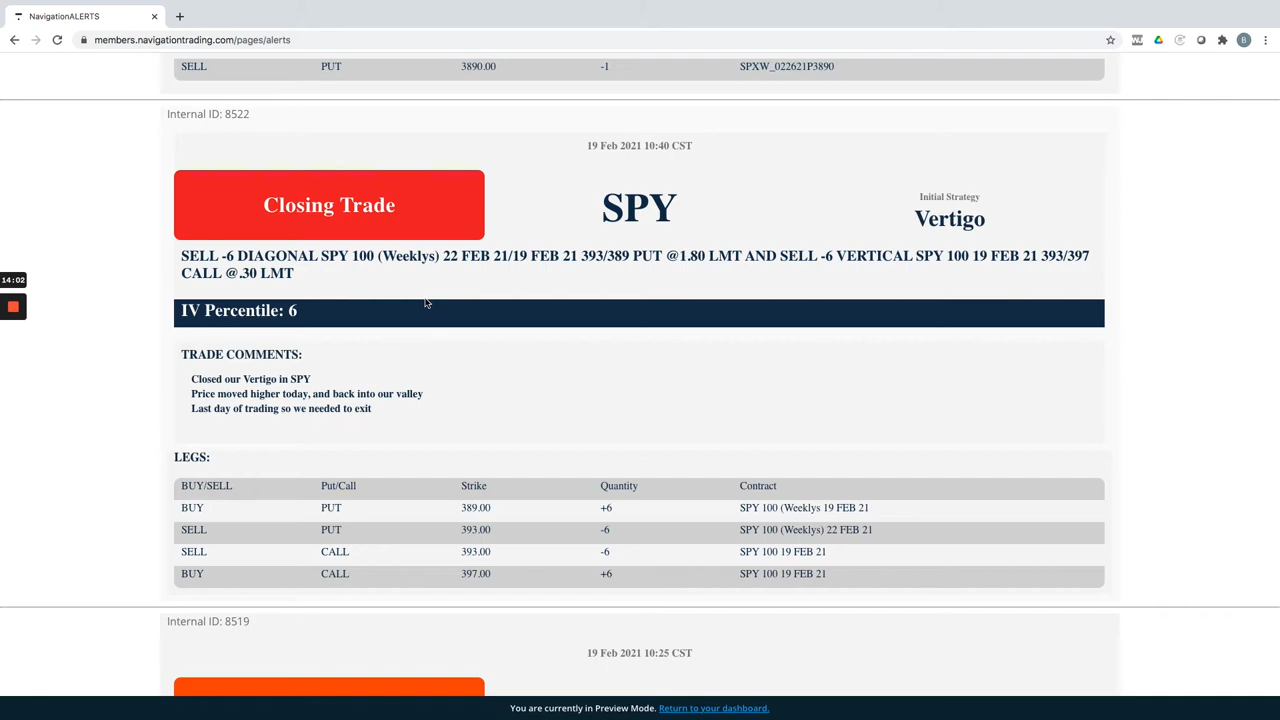 NavigationALERTS
members.navigationtrading.com/pages/alerts
B
SELL PUT 3890.00 -1 SPXW_022621P3890
Internal ID: 8522
19 Feb 2021 10:40 CST
Closing Trade
SPY
Initial Strategy
Vertigo
SELL -6 DIAGONAL SPY 100 (Weeklys) 22 FEB 21/19 FEB 21 393/389 PUT @1.80 LMT AND SELL -6 VERTICAL SPY 100 19 FEB 21 393/397
CALL @.30 LMT
14:02
IV Percentile: 6
TRADE COMMENTS:
Closed our Vertigo in SPY
Price moved higher today, and back into our valley
Last day of trading so we needed to exit
LEGS:
BUY/SELL Put/Call Strike Quantity Contract
BUY PUT 389.00 +6 SPY 100 (Weeklys 19 FEB 21
SELL PUT 393.00 -6 SPY 100 (Weeklys) 22 FEB 21
SELL CALL 393.00 -6 SPY 100 19 FEB 21
BUY CALL 397.00 +6 SPY 100 19 FEB 21
Internal ID: 8519
19 Feb 2021 10:25 CST
You are currently in Preview Mode. Return to your dashboard.